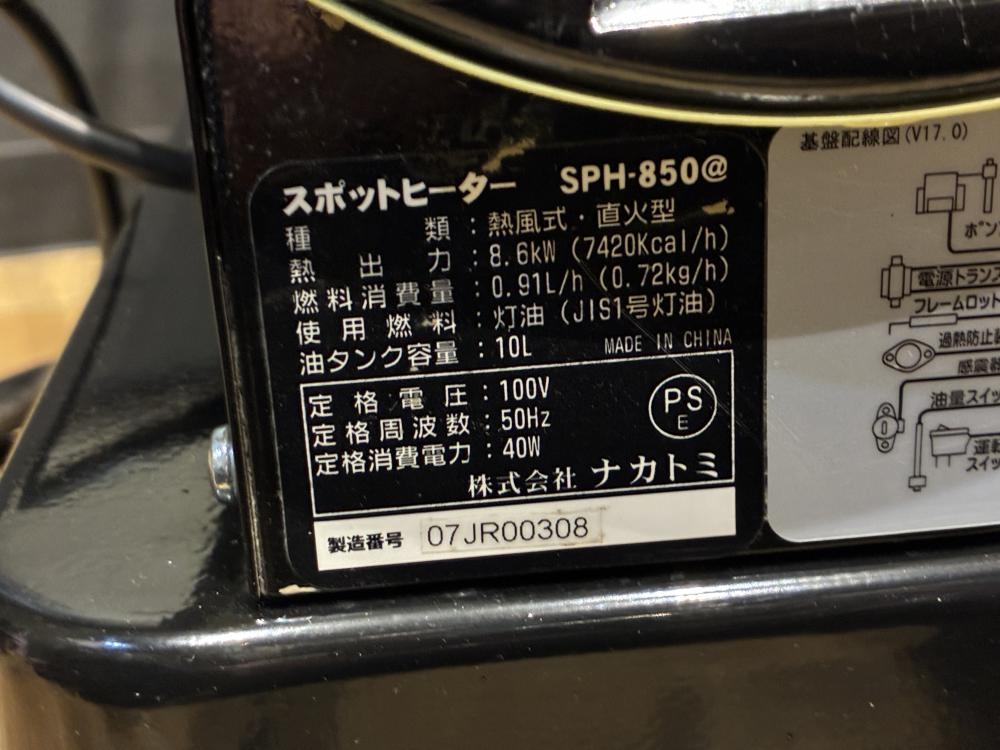 スポットヒーター SPH-850@
種類：熱風式・直火型
熱出力：8.6kW (7420Kcal/h)
燃料消費量：0.91L/h (0.72kg/h)
使用燃料：灯油 (JIS1号灯油)
油タンク容量：10L MADE IN CHINA
定格電圧：100V
定格周波数：50Hz
定格消費電力：40W
PS
E
株式会社 ナカトミ
製造番号 07JR00308
基盤配線図(V17.0)
ポンプ
電源トランス
フレームロット
過熱防止
感震器
油量スイッ
運転
スイッ